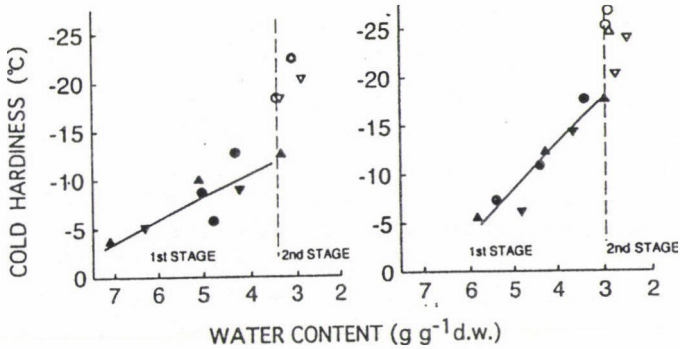 COLD HARDINESS (°C)
-25
-20
-15
-10
-5
0
1st STAGE
2nd STAGE
7 6 5 4 3 2
-25
-20
-15
-10
-5
0
1st STAGE
2nd STAGE
7 6 5 4 3 2
WATER CONTENT (g g⁻¹d.w.)